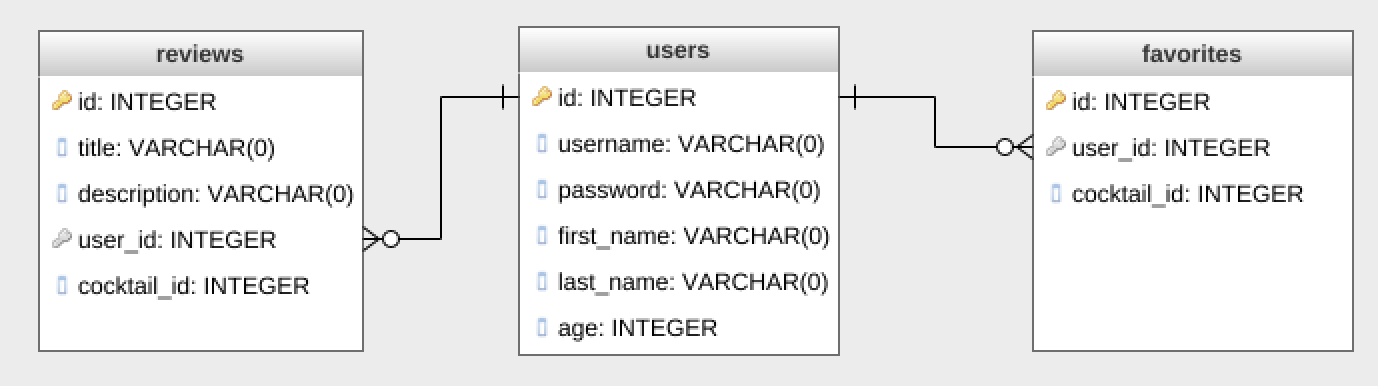 reviews
id: INTEGER
title: VARCHAR(0)
description: VARCHAR(0)
user_id: INTEGER
cocktail_id: INTEGER
users
id: INTEGER
username: VARCHAR(0)
password: VARCHAR(0)
first_name: VARCHAR(0)
last_name: VARCHAR(0)
age: INTEGER
favorites
id: INTEGER
user_id: INTEGER
cocktail_id: INTEGER